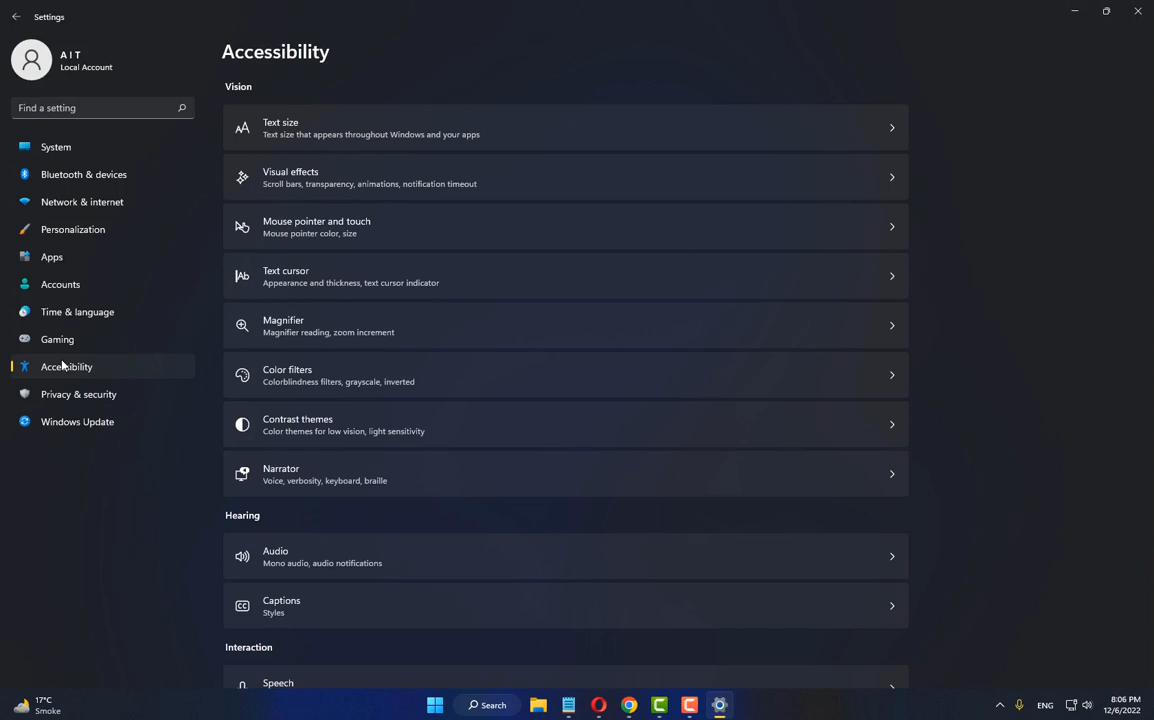 Settings
A I T
Local Account
Find a setting
System
Bluetooth & devices
Network & internet
Personalization
Apps
Accounts
Time & language
Gaming
Accessibility
Privacy & security
Windows Update
Accessibility
Vision
Text size
Text size that appears throughout Windows and your apps
Visual effects
Scroll bars, transparency, animations, notification timeout
Mouse pointer and touch
Mouse pointer color, size
Ab
Text cursor
Appearance and thickness, text cursor indicator
Magnifier
Magnifier reading, zoom increment
Color filters
Colorblindness filters, grayscale, inverted
Contrast themes
Color themes for low vision, light sensitivity
Narrator
Voice, verbosity, keyboard, braille
Hearing
Audio
Mono audio, audio notifications
CC
Captions
Styles
Interaction
Speech
17°C
Smoke
Search
ENG
8:06 PM
12/6/2022